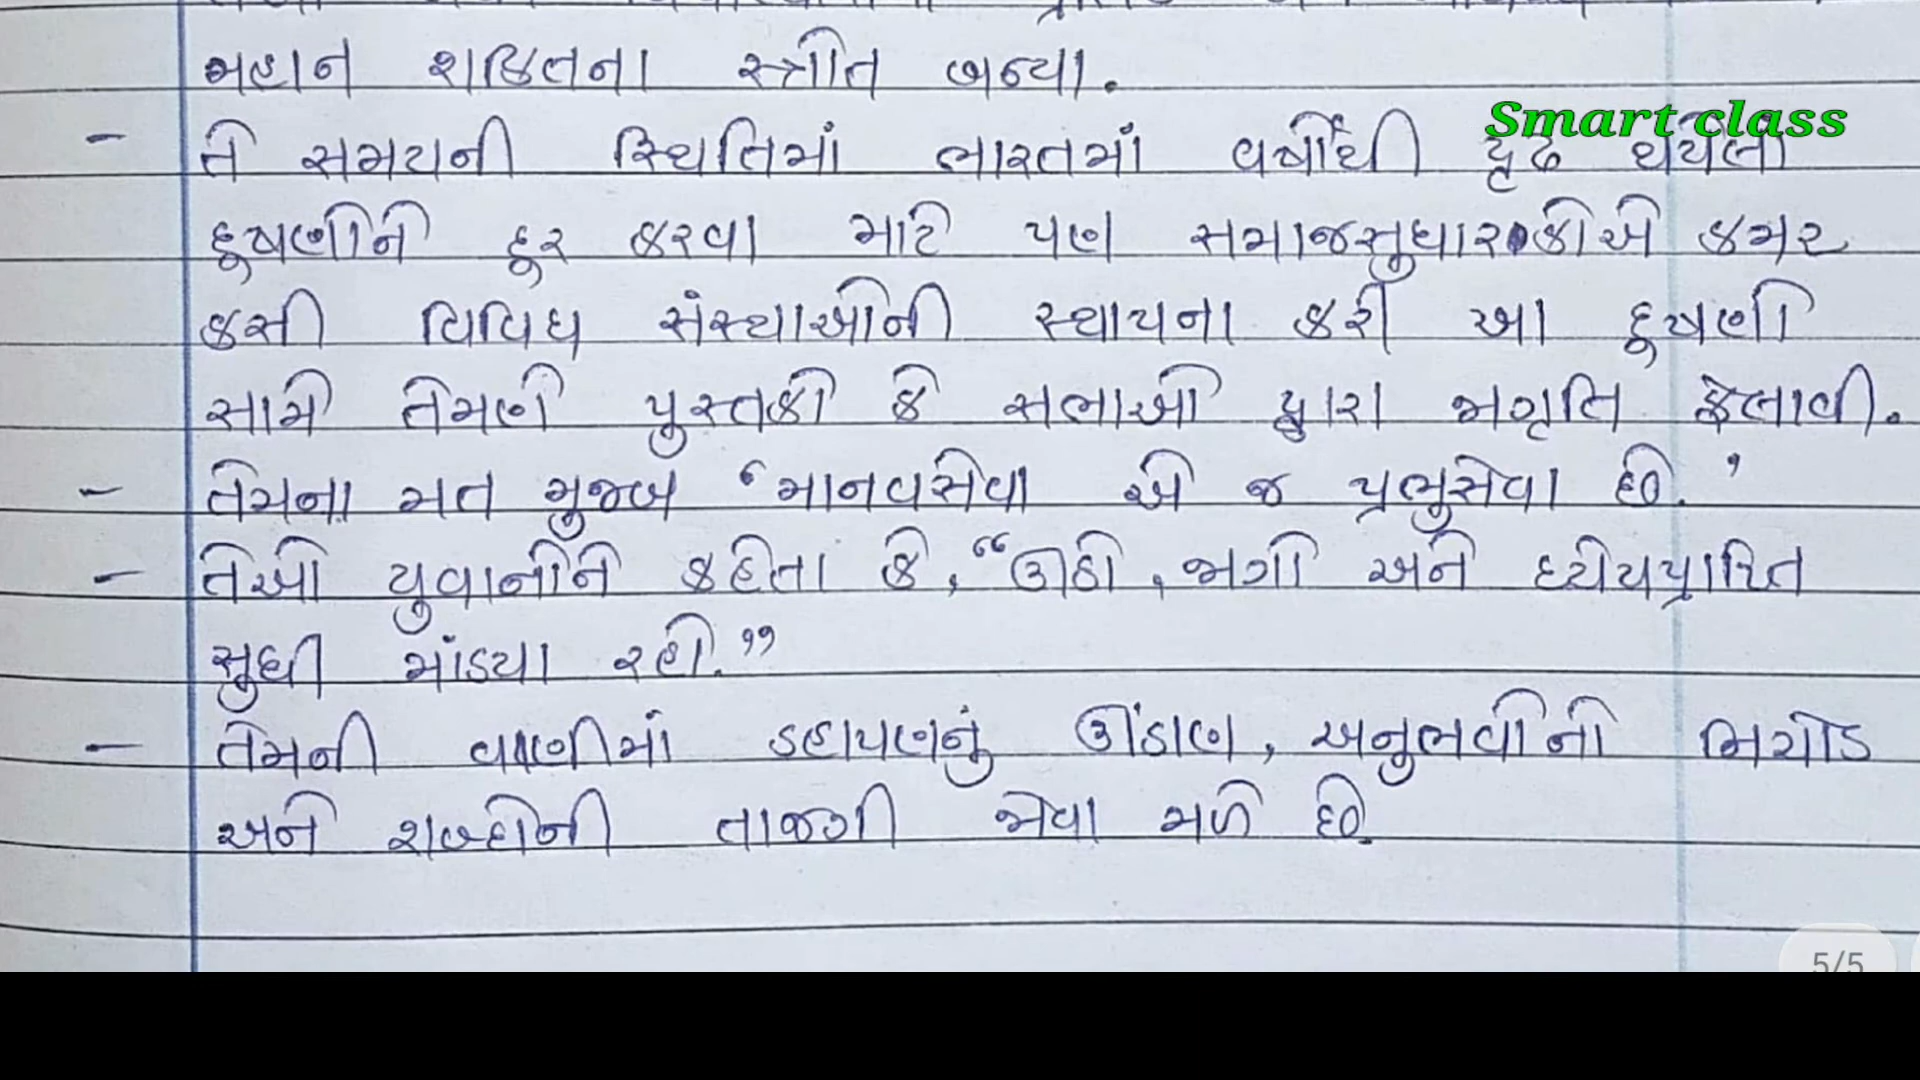 મહાન શક્તિના સ્ત્રોત બન્યા.
Smart class
- તે સમયની સ્થિતિમાં ભારતમાં વર્ષોથી દૃઢ થયેલા
દૂષણોને દૂર કરવા માટે પણ સમાજસુધારકોએ કમર
કસી વિવિધ સંસ્થાઓની સ્થાપના કરી આ દૂષણો
સામે તેમણે પુસ્તકો કે સભાઓ દ્વારા જાગૃતિ ફેલાવી.
- તેમના મત મુજબ 'માનવસેવા એ જ પ્રભુસેવા છે.'
- તેઓ યુવાનોને કહેતા કે, “ઊઠો, જાગો અને ધ્યેયપ્રાપ્તિ
સુધી માંડયા રહો.”
- તેમની વાણીમાં ડહાપણનું ઊંડાણ, અનુભવોનો નિચોડ
અને શબ્દોની તાજગી જોવા મળે છે.
5/5